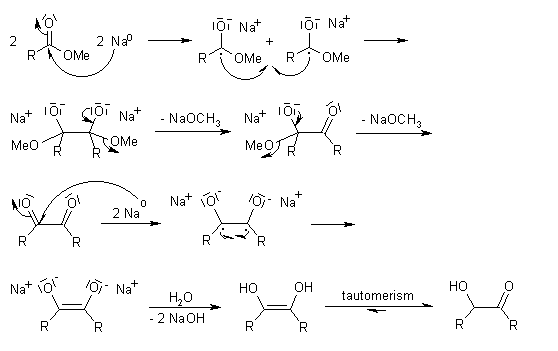 O O⁻ Na⁺ O⁻ Na⁺
2 2 Na⁰ +
R OMe R OMe R OMe
Na⁺ O⁻ O⁻ Na⁺ - NaOCH₃ Na⁺ O⁻ O - NaOCH₃
MeO OMe MeO
R R R R
O O 2 Na⁰ Na⁺ O⁻ O⁻ Na⁺
R R R R
Na⁺ O⁻ O⁻ Na⁺ H₂O HO OH tautomerism HO O
- 2 NaOH
R R R R R R